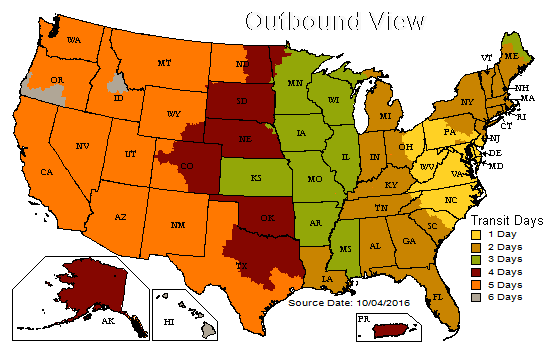 Outbound View
WA
MT
ND
MN
ME
VT
OR
ID
SD
WI
MI
NY
NH
MA
RI
CT
WY
NE
IA
IL
IN
OH
PA
NJ
DE
MD
NV
UT
CO
KS
MO
KY
WV
VA
CA
AZ
NM
OK
AR
TN
NC
SC
TX
LA
MS
AL
GA
FL
AK
HI
PR
Transit Days
1 Day
2 Days
3 Days
4 Days
5 Days
6 Days
Source Date: 10/04/2016